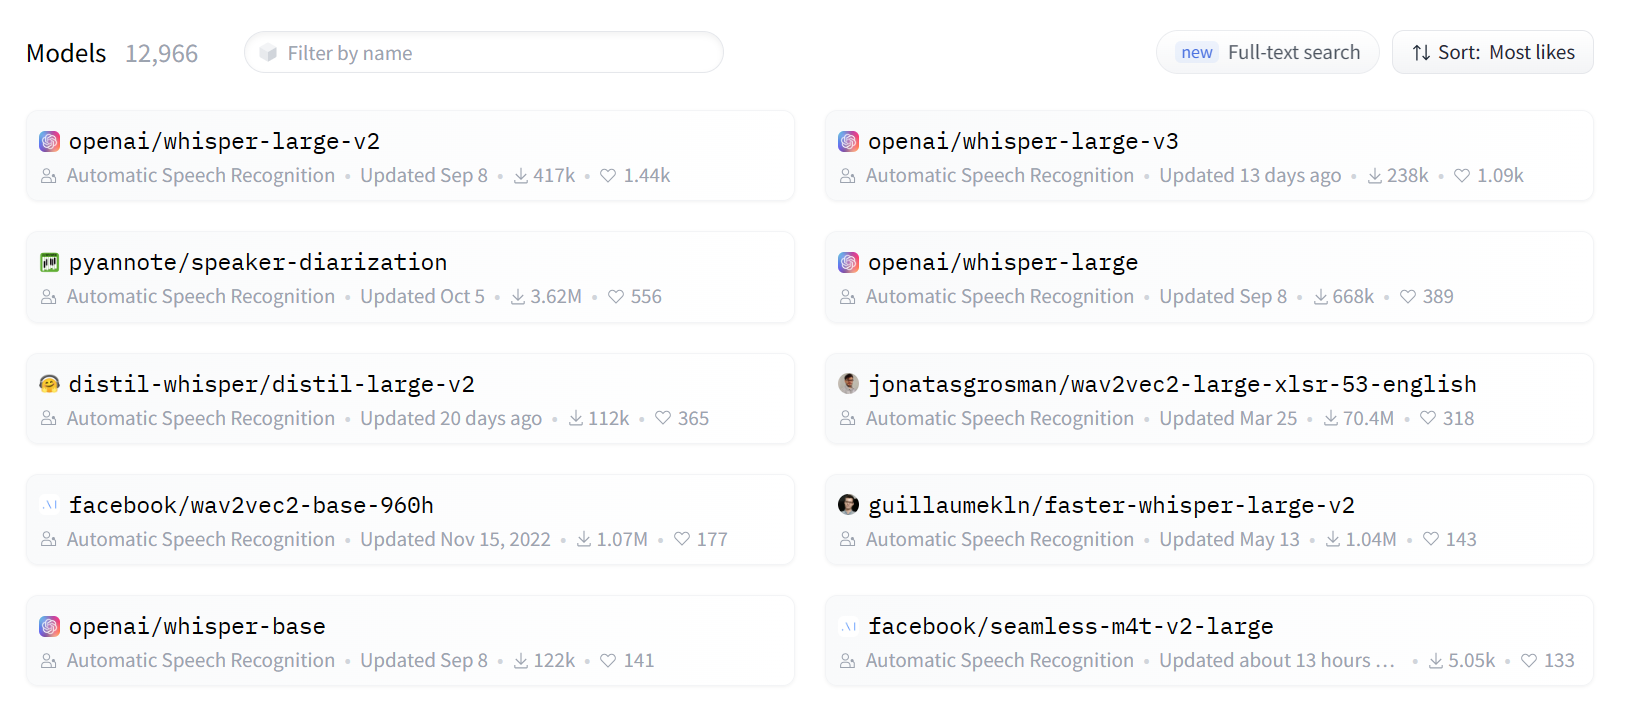 Models 12,966 Filter by name new Full-text search Sort: Most likes
openai/whisper-large-v2
Automatic Speech Recognition • Updated Sep 8 • 417k • 1.44k
openai/whisper-large-v3
Automatic Speech Recognition • Updated 13 days ago • 238k • 1.09k
pyannote/speaker-diarization
Automatic Speech Recognition • Updated Oct 5 • 3.62M • 556
openai/whisper-large
Automatic Speech Recognition • Updated Sep 8 • 668k • 389
distil-whisper/distil-large-v2
Automatic Speech Recognition • Updated 20 days ago • 112k • 365
jonatasgrosman/wav2vec2-large-xlsr-53-english
Automatic Speech Recognition • Updated Mar 25 • 70.4M • 318
facebook/wav2vec2-base-960h
Automatic Speech Recognition • Updated Nov 15, 2022 • 1.07M • 177
guillaumekln/faster-whisper-large-v2
Automatic Speech Recognition • Updated May 13 • 1.04M • 143
openai/whisper-base
Automatic Speech Recognition • Updated Sep 8 • 122k • 141
facebook/seamless-m4t-v2-large
Automatic Speech Recognition • Updated about 13 hours … • 5.05k • 133